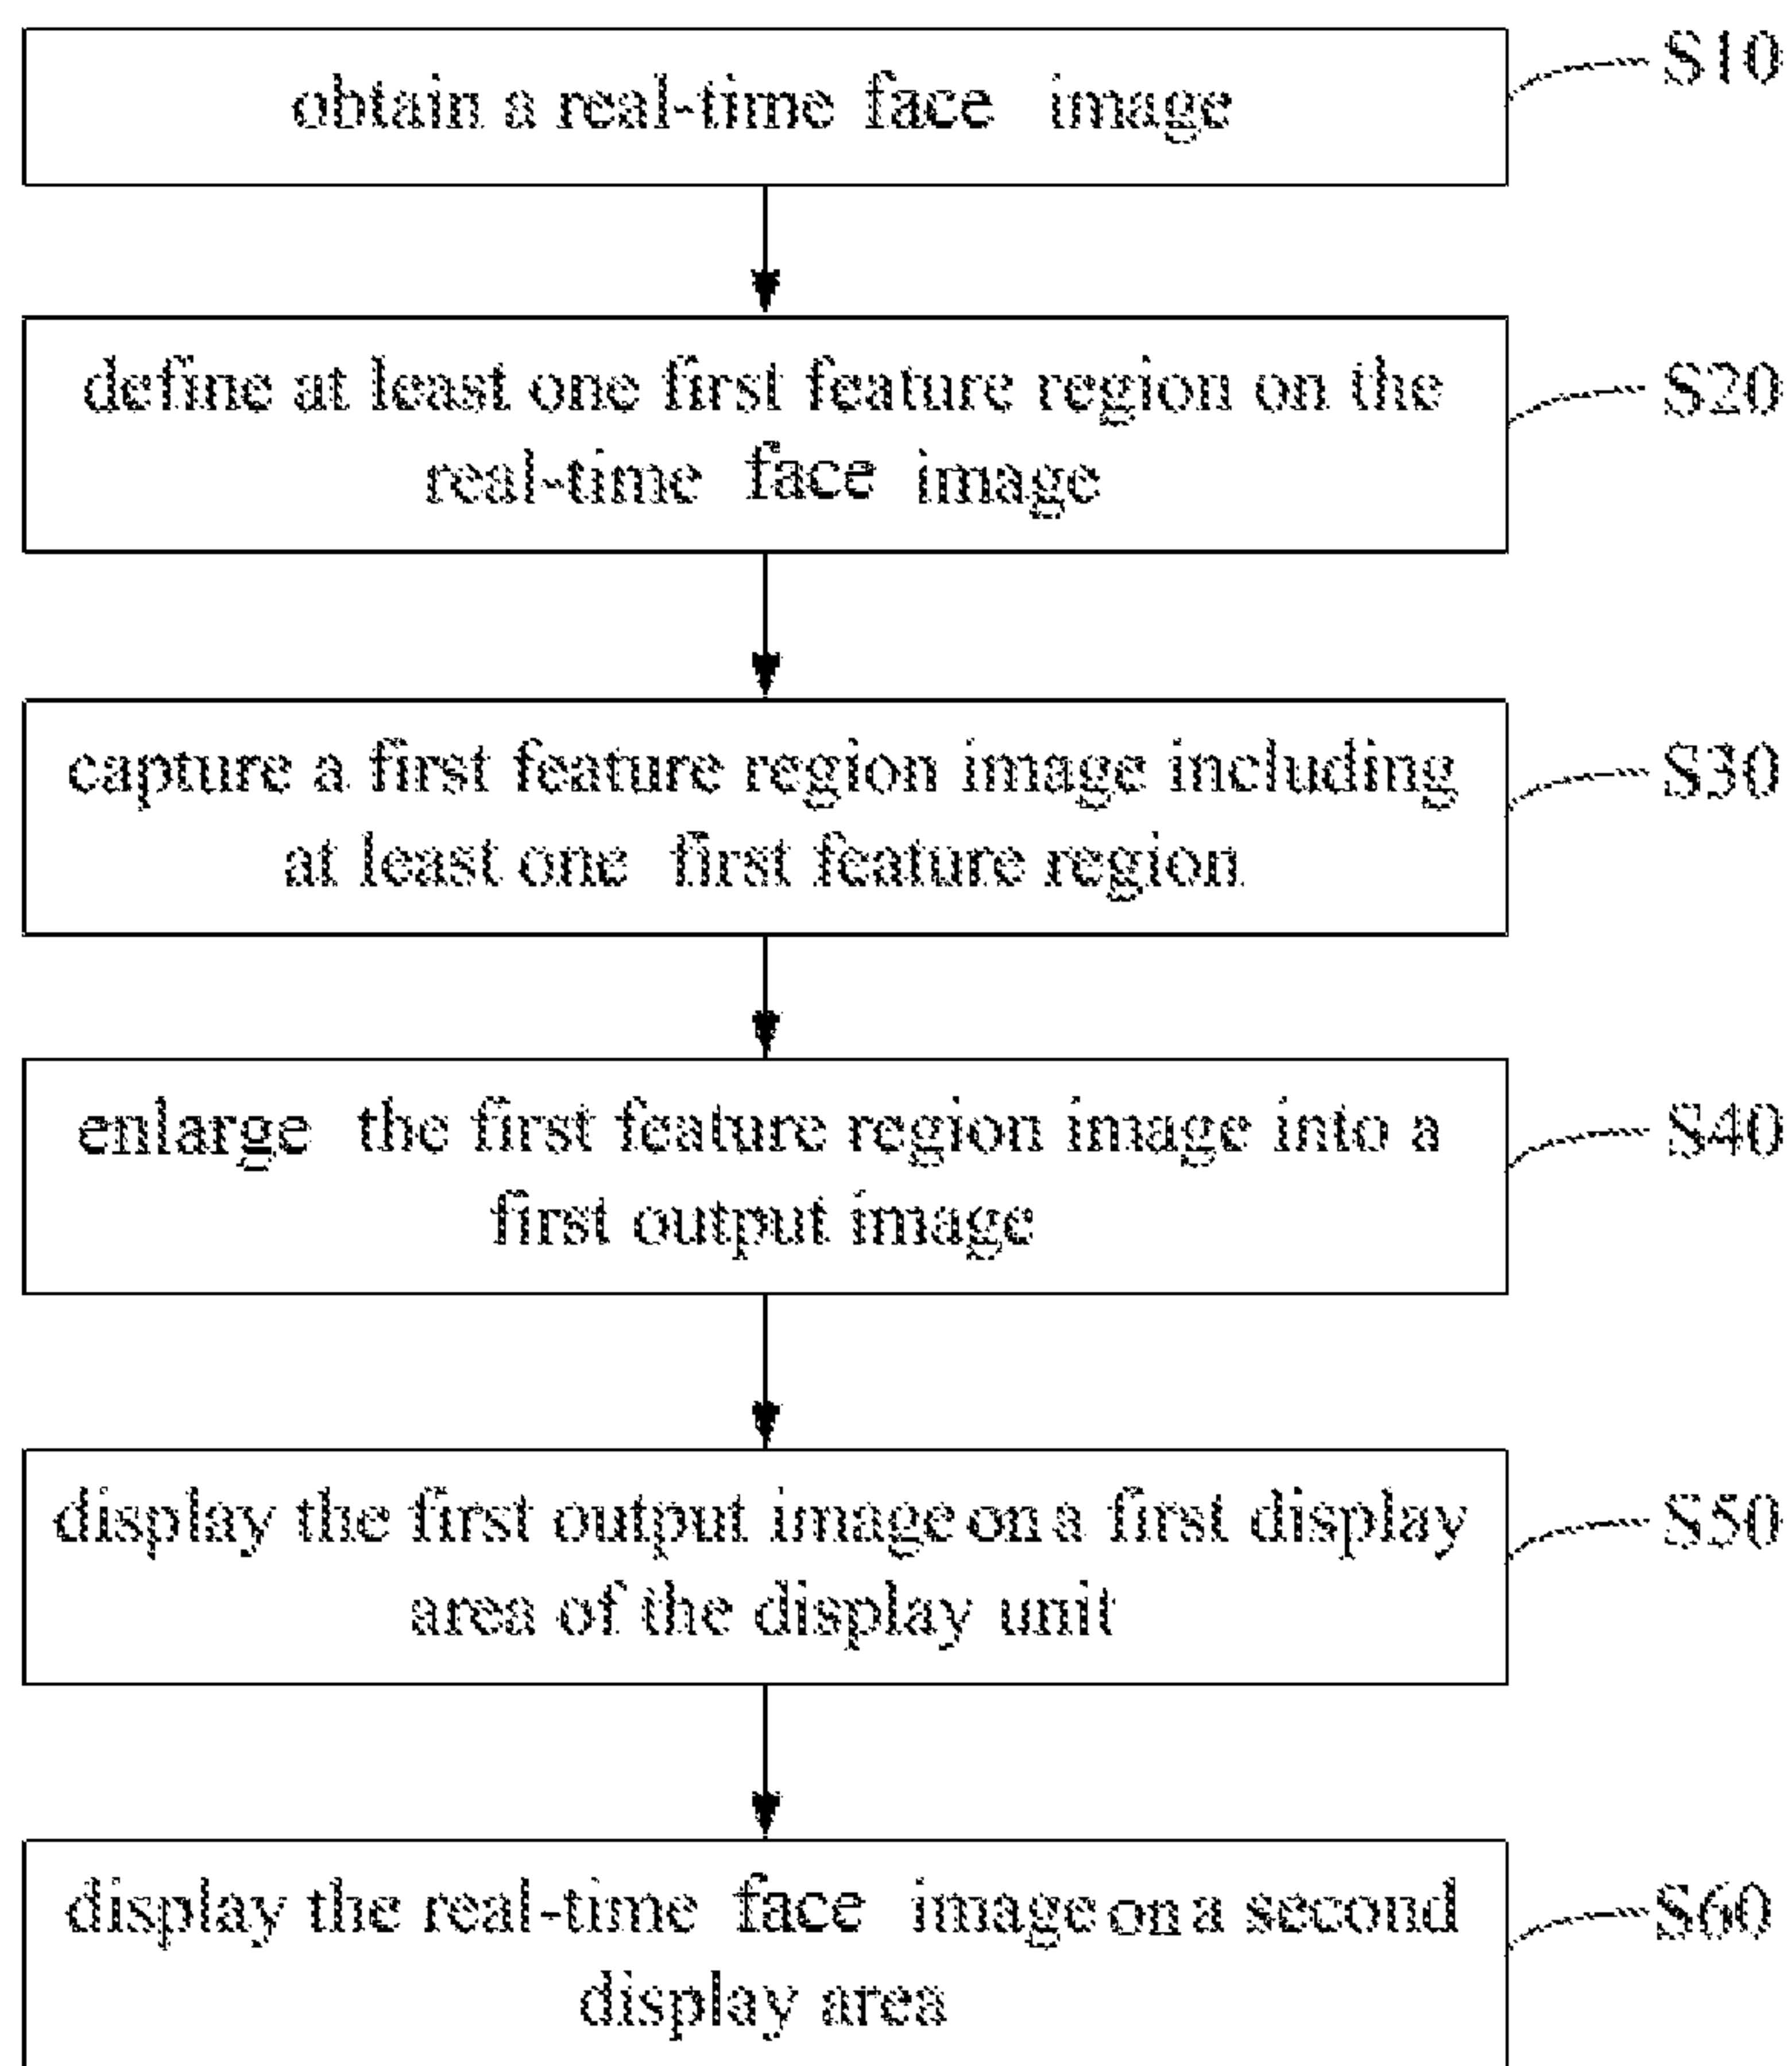 obtain a real-time face image
S10
define at least one first feature region on the
real-time face image
S20
capture a first feature region image including
at least one first feature region
S30
enlarge the first feature region image into a
first output image
S40
display the first output image on a first display
area of the display unit
S50
display the real-time face image on a second
display area
S60